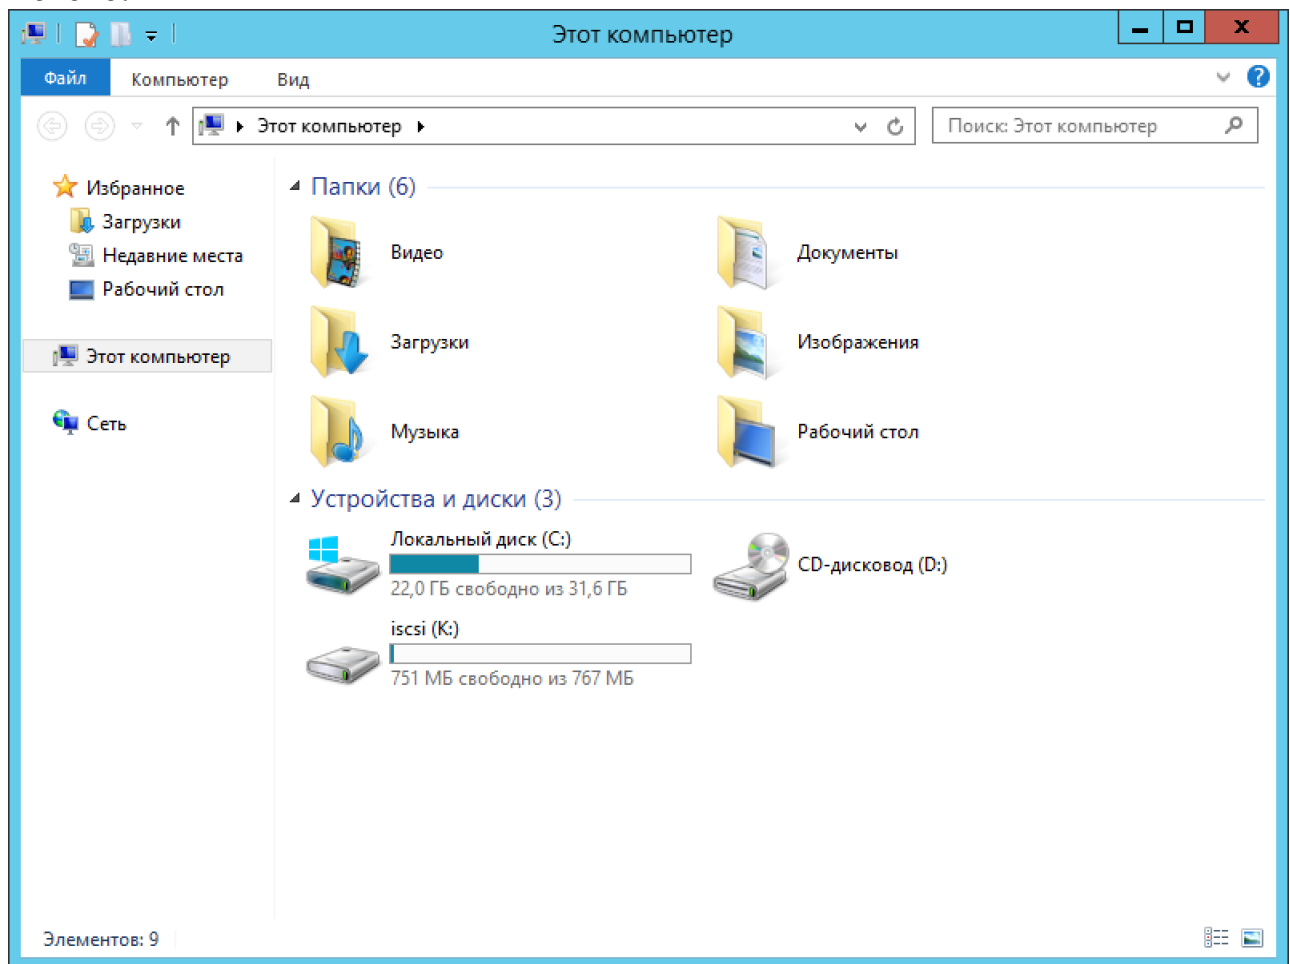 Этот компьютер
Файл Компьютер Вид
Этот компьютер
Поиск: Этот компьютер
Избранное
Загрузки
Недавние места
Рабочий стол
Этот компьютер
Сеть
Папки (6)
Видео
Документы
Загрузки
Изображения
Музыка
Рабочий стол
Устройства и диски (3)
Локальный диск (C:)
22,0 ГБ свободно из 31,6 ГБ
CD-дисковод (D:)
iscsi (K:)
751 МБ свободно из 767 МБ
Элементов: 9